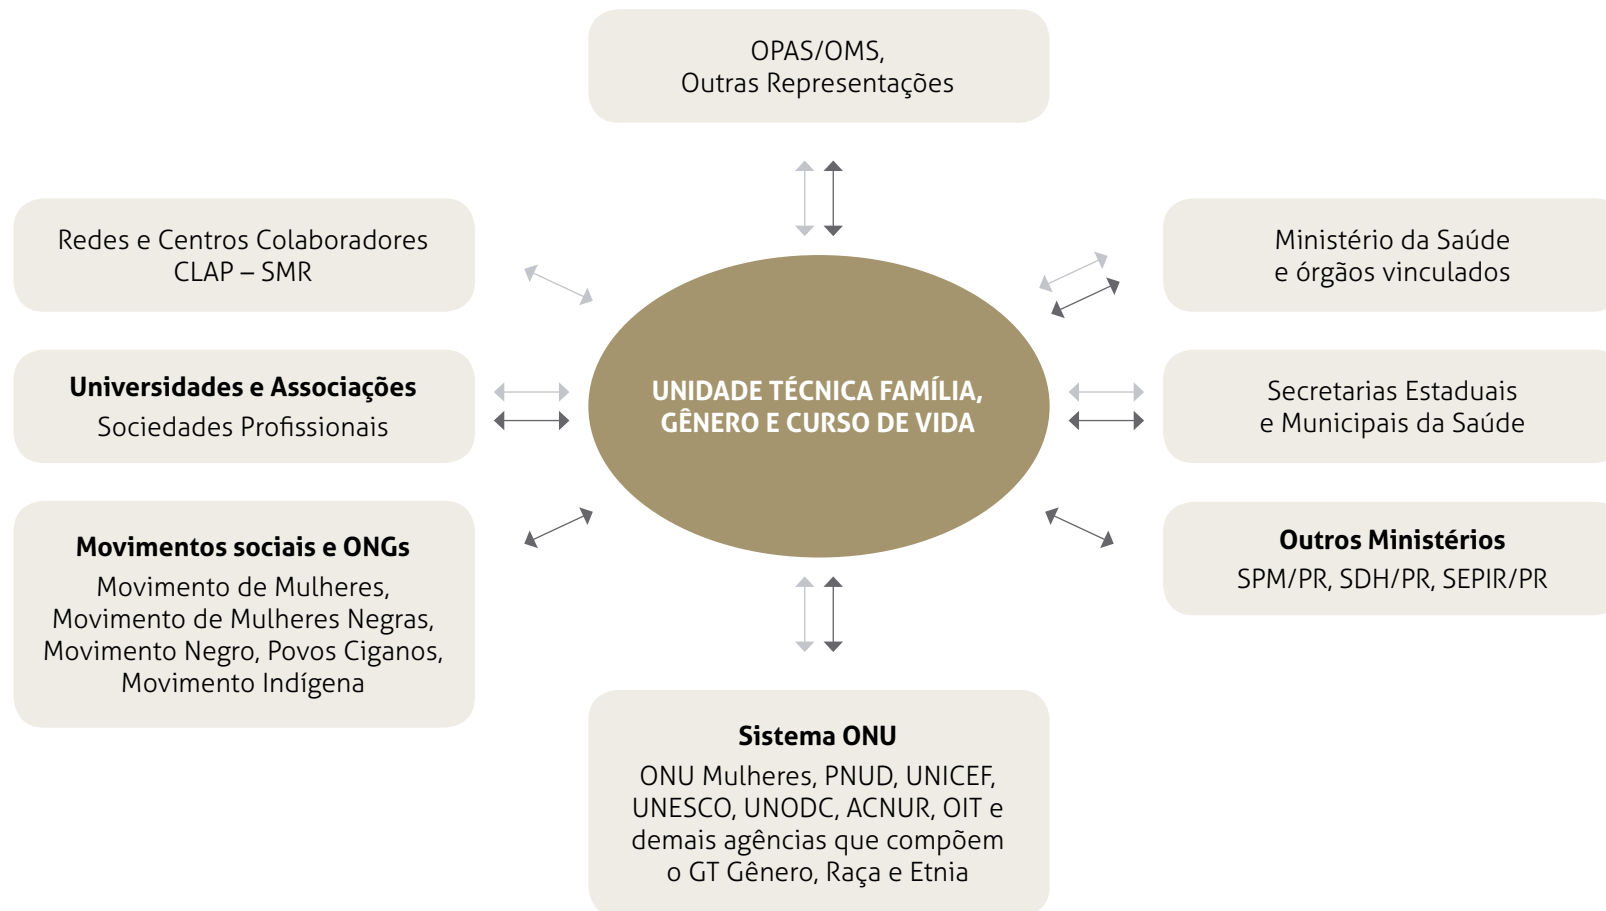 OPAS/OMS,
Outras Representações
Redes e Centros Colaboradores
CLAP – SMR
Ministério da Saúde
e órgãos vinculados
Universidades e Associações
Sociedades Profissionais
UNIDADE TÉCNICA FAMÍLIA,
GÊNERO E CURSO DE VIDA
Secretarias Estaduais
e Municipais da Saúde
Movimentos sociais e ONGs
Movimento de Mulheres,
Movimento de Mulheres Negras,
Movimento Negro, Povos Ciganos,
Movimento Indígena
Outros Ministérios
SPM/PR, SDH/PR, SEPIR/PR
Sistema ONU
ONU Mulheres, PNUD, UNICEF,
UNESCO, UNODC, ACNUR, OIT e
demais agências que compõem
o GT Gênero, Raça e Etnia